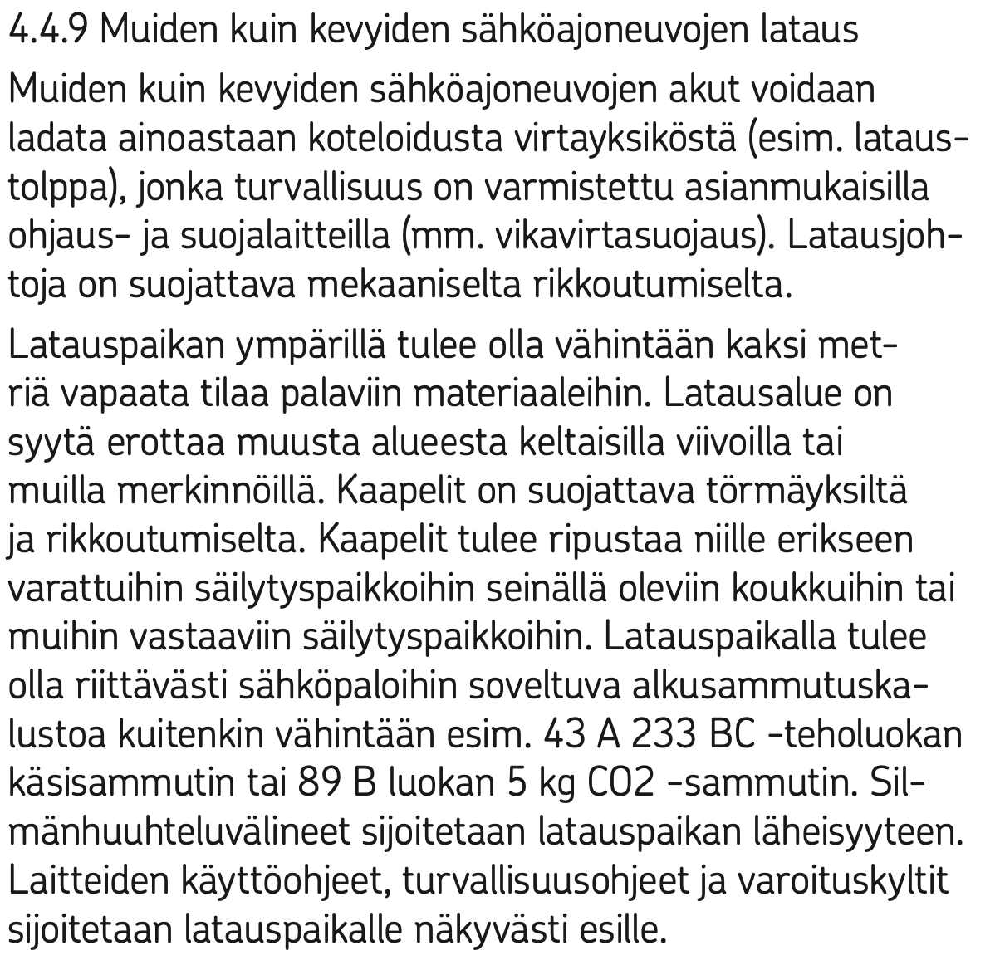 4.4.9 Muiden kuin kevyiden sähköajoneuvojen lataus
Muiden kuin kevyiden sähköajoneuvojen akut voidaan
ladata ainoastaan koteloidusta virtayksiköstä (esim. lataus-
tolppa), jonka turvallisuus on varmistettu asianmukaisilla
ohjaus- ja suojalaitteilla (mm. vikavirtasuojaus). Latausjoh-
toja on suojattava mekaaniselta rikkoutumiselta.
Latauspaikan ympärillä tulee olla vähintään kaksi met-
riä vapaata tilaa palaviin materiaaleihin. Latausalue on
syytä erottaa muusta alueesta keltaisilla viivoilla tai
muilla merkinnöillä. Kaapelit on suojattava törmäyksiltä
ja rikkoutumiselta. Kaapelit tulee ripustaa niille erikseen
varattuihin säilytyspaikkoihin seinällä oleviin koukkuihin tai
muihin vastaaviin säilytyspaikkoihin. Latauspaikalla tulee
olla riittävästi sähköpaloihin soveltuva alkusammutuska-
lustoa kuitenkin vähintään esim. 43 A 233 BC -teholuokan
käsisammutin tai 89 B luokan 5 kg CO2 -sammutin. Sil-
mänhuuhteluvälineet sijoitetaan latauspaikan läheisyyteen.
Laitteiden käyttöohjeet, turvallisuusohjeet ja varoituskyltit
sijoitetaan latauspaikalle näkyvästi esille.